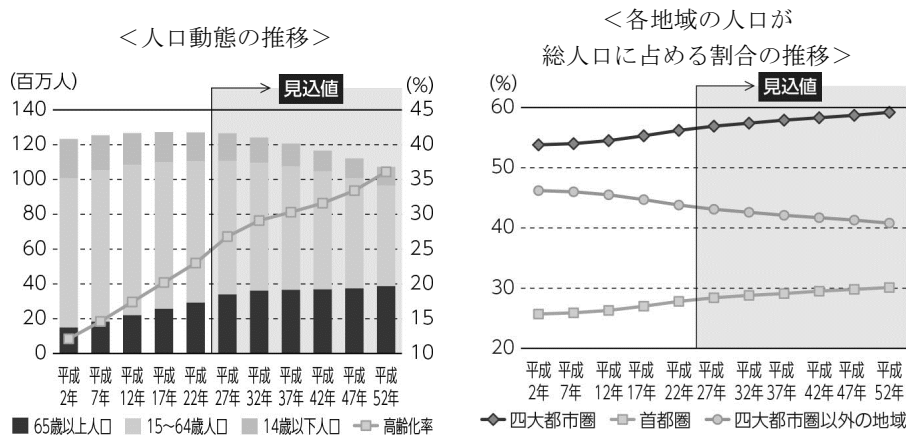 ＜人口動態の推移＞
(百万人)
(%)
見込値
140
120
100
80
60
40
20
0
45
40
35
30
25
20
15
10
平成2年
平成7年
平成12年
平成17年
平成22年
平成27年
平成32年
平成37年
平成42年
平成47年
平成52年
65歳以上人口 15～64歳人口 14歳以下人口 高齢化率
＜各地域の人口が
総人口に占める割合の推移＞
(%)
見込値
60
50
40
30
20
平成2年
平成7年
平成12年
平成17年
平成22年
平成27年
平成32年
平成37年
平成42年
平成47年
平成52年
四大都市圏 首都圏 四大都市圏以外の地域